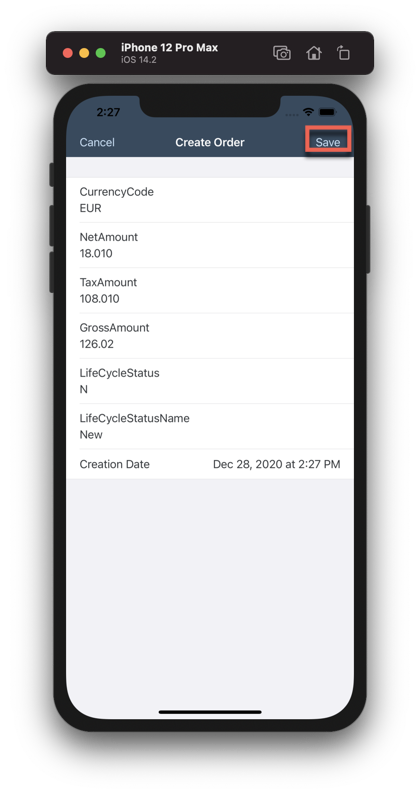 iPhone 12 Pro Max
iOS 14.2
2:27
Cancel
Create Order
Save
CurrencyCode
EUR
NetAmount
18.010
TaxAmount
108.010
GrossAmount
126.02
LifeCycleStatus
N
LifeCycleStatusName
New
Creation Date Dec 28, 2020 at 2:27 PM